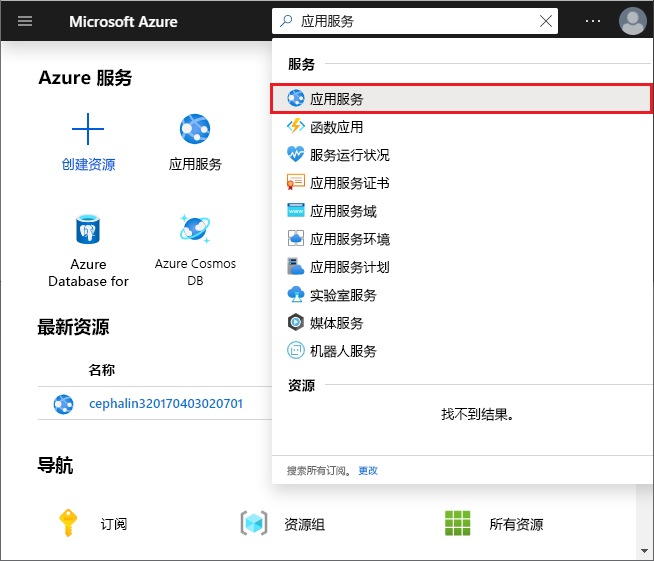 Microsoft Azure
应用服务
Azure 服务
创建资源
应用服务
Azure
Database for
Azure Cosmos
DB
最新资源
名称
cephalin320170403020701
导航
订阅
资源组
所有资源
服务
应用服务
函数应用
服务运行状况
应用服务证书
应用服务域
应用服务环境
应用服务计划
实验室服务
媒体服务
机器人服务
资源
找不到结果。
搜索所有订阅。 更改